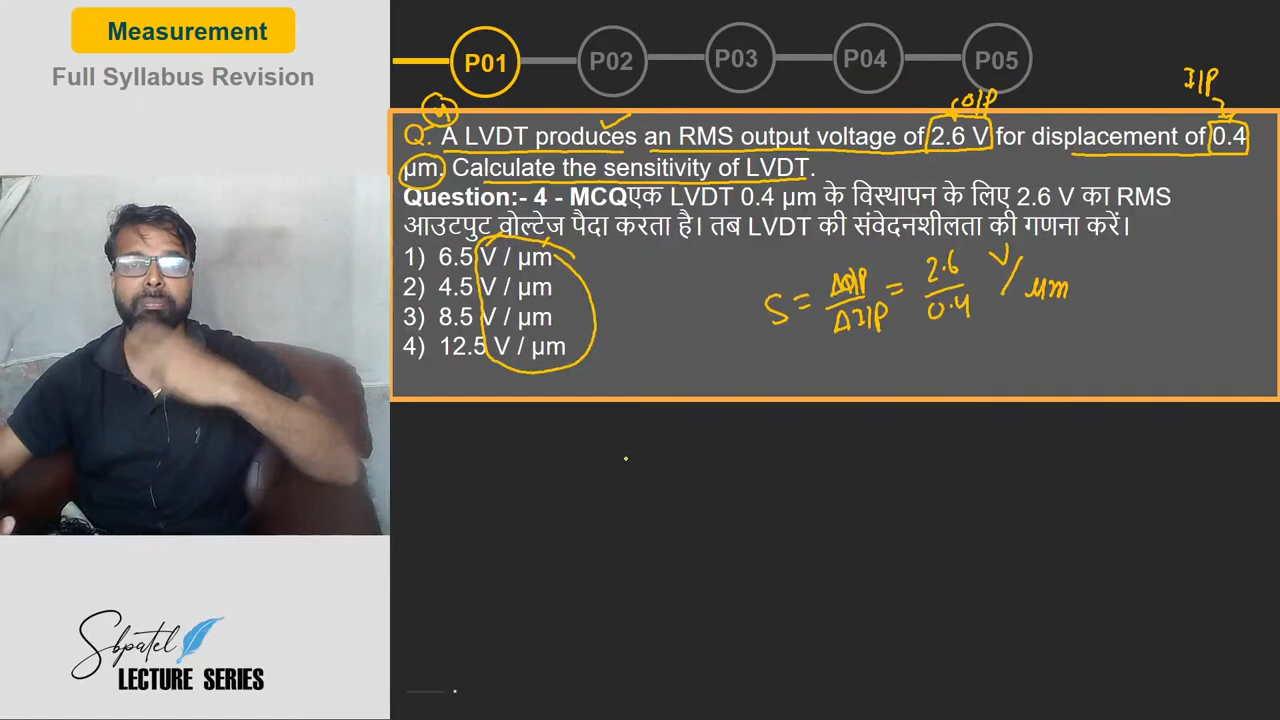 Measurement
Full Syllabus Revision
P01 P02 P03 P04 P05
I/P
O/P
Q. 4 A LVDT produces an RMS output voltage of 2.6 V for displacement of 0.4
µm. Calculate the sensitivity of LVDT.
Question:- 4 - MCQएक LVDT 0.4 µm के विस्थापन के लिए 2.6 V का RMS
आउटपुट वोल्टेज पैदा करता है। तब LVDT की संवेदनशीलता की गणना करें।
1) 6.5 V / µm
2) 4.5 V / µm
3) 8.5 V / µm
4) 12.5 V / µm
S = ΔO/P / ΔI/P = 2.6 / 0.4 V/µm
Sbpatel
LECTURE SERIES